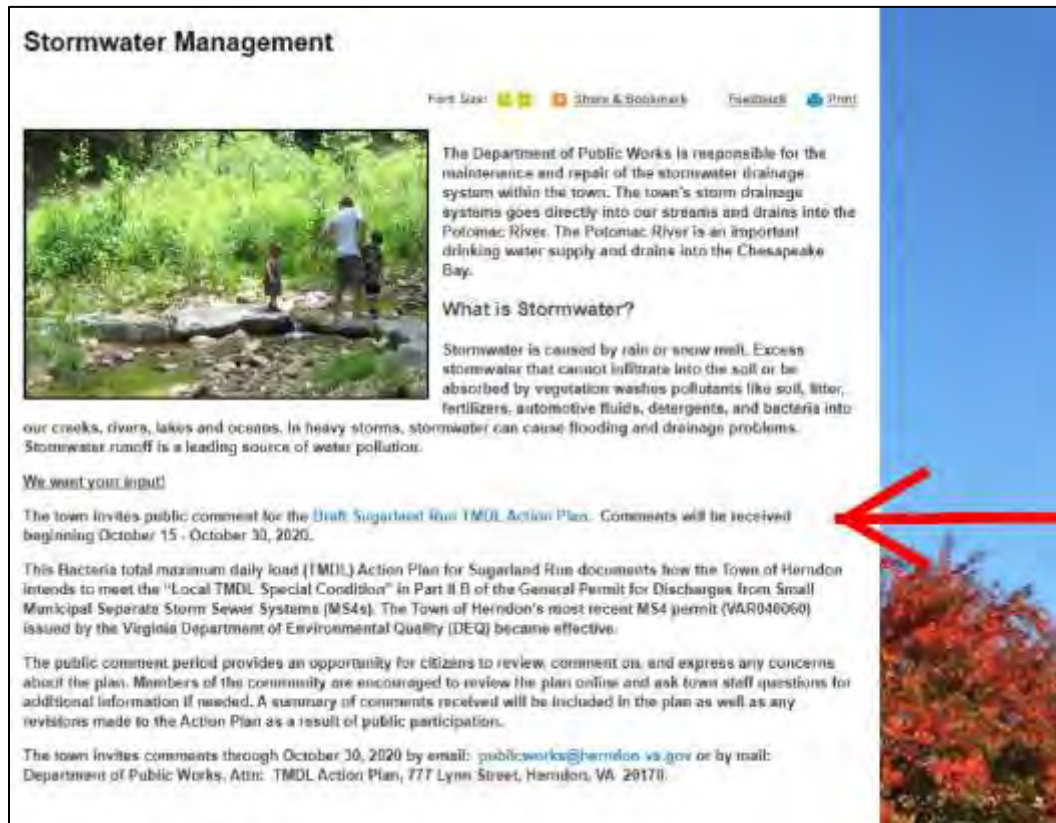 Stormwater Management
Font Size: Share & Bookmark Feedback Print
The Department of Public Works is responsible for the
maintenance and repair of the stormwater drainage
system within the town. The town's storm drainage
systems goes directly into our streams and drains into the
Potomac River. The Potomac River is an important
drinking water supply and drains into the Chesapeake
Bay.
What is Stormwater?
Stormwater is caused by rain or snow melt. Excess
stormwater that cannot infiltrate into the soil or be
absorbed by vegetation washes pollutants like soil, litter,
fertilizers, automotive fluids, detergents, and bacteria into
our creeks, rivers, lakes and oceans. In heavy storms, stormwater can cause flooding and drainage problems.
Stormwater runoff is a leading source of water pollution.
We want your input!
The town invites public comment for the Draft Sugarland Run TMDL Action Plan. Comments will be received
beginning October 15 - October 30, 2020.
This Bacteria total maximum daily load (TMDL) Action Plan for Sugarland Run documents how the Town of Herndon
intends to meet the "Local TMDL Special Condition" in Part II B of the General Permit for Discharges from Small
Municipal Separate Storm Sewer Systems (MS4s). The Town of Herndon's most recent MS4 permit (VAR040060)
issued by the Virginia Department of Environmental Quality (DEQ) became effective.
The public comment period provides an opportunity for citizens to review, comment on, and express any concerns
about the plan. Members of the community are encouraged to review the plan online and ask town staff questions for
additional information if needed. A summary of comments received will be included in the plan as well as any
revisions made to the Action Plan as a result of public participation.
The town invites comments through October 30, 2020 by email: publicworks@herndon-va.gov or by mail:
Department of Public Works, Attn: TMDL Action Plan, 777 Lynn Street, Herndon, VA 20170.